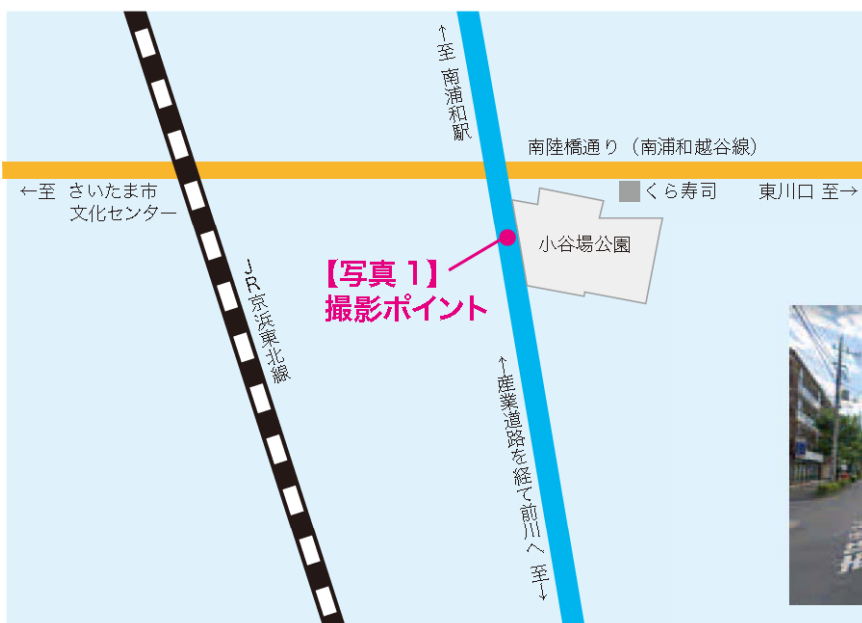 ←至 南浦和駅
南陸橋通り（南浦和越谷線）
←至 さいたま市
文化センター
くら寿司
東川口 至→
小谷場公園
【写真 1】
撮影ポイント
JR京浜東北線
←産業道路を経て前川へ 至→